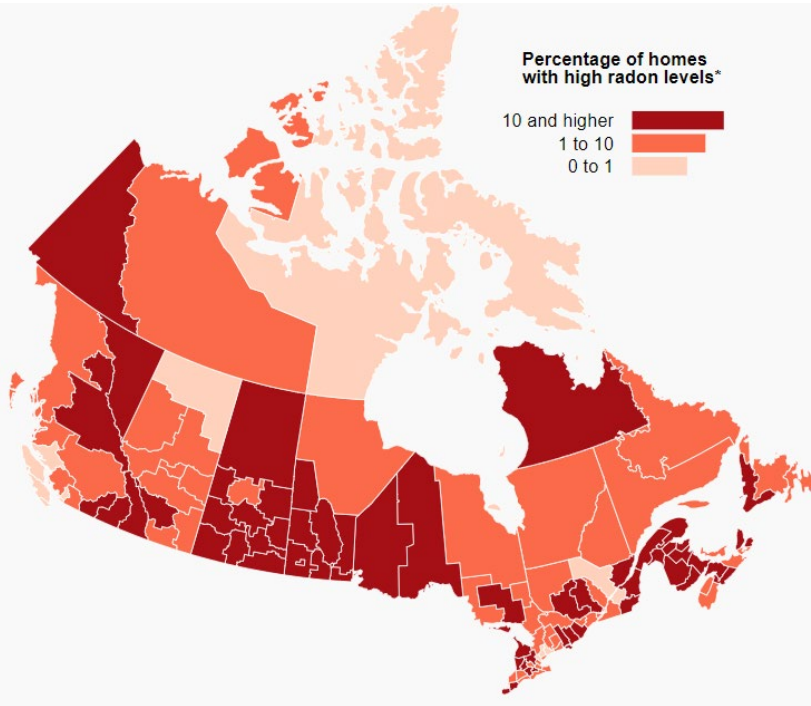 Percentage of homes
with high radon levels*
10 and higher
1 to 10
0 to 1